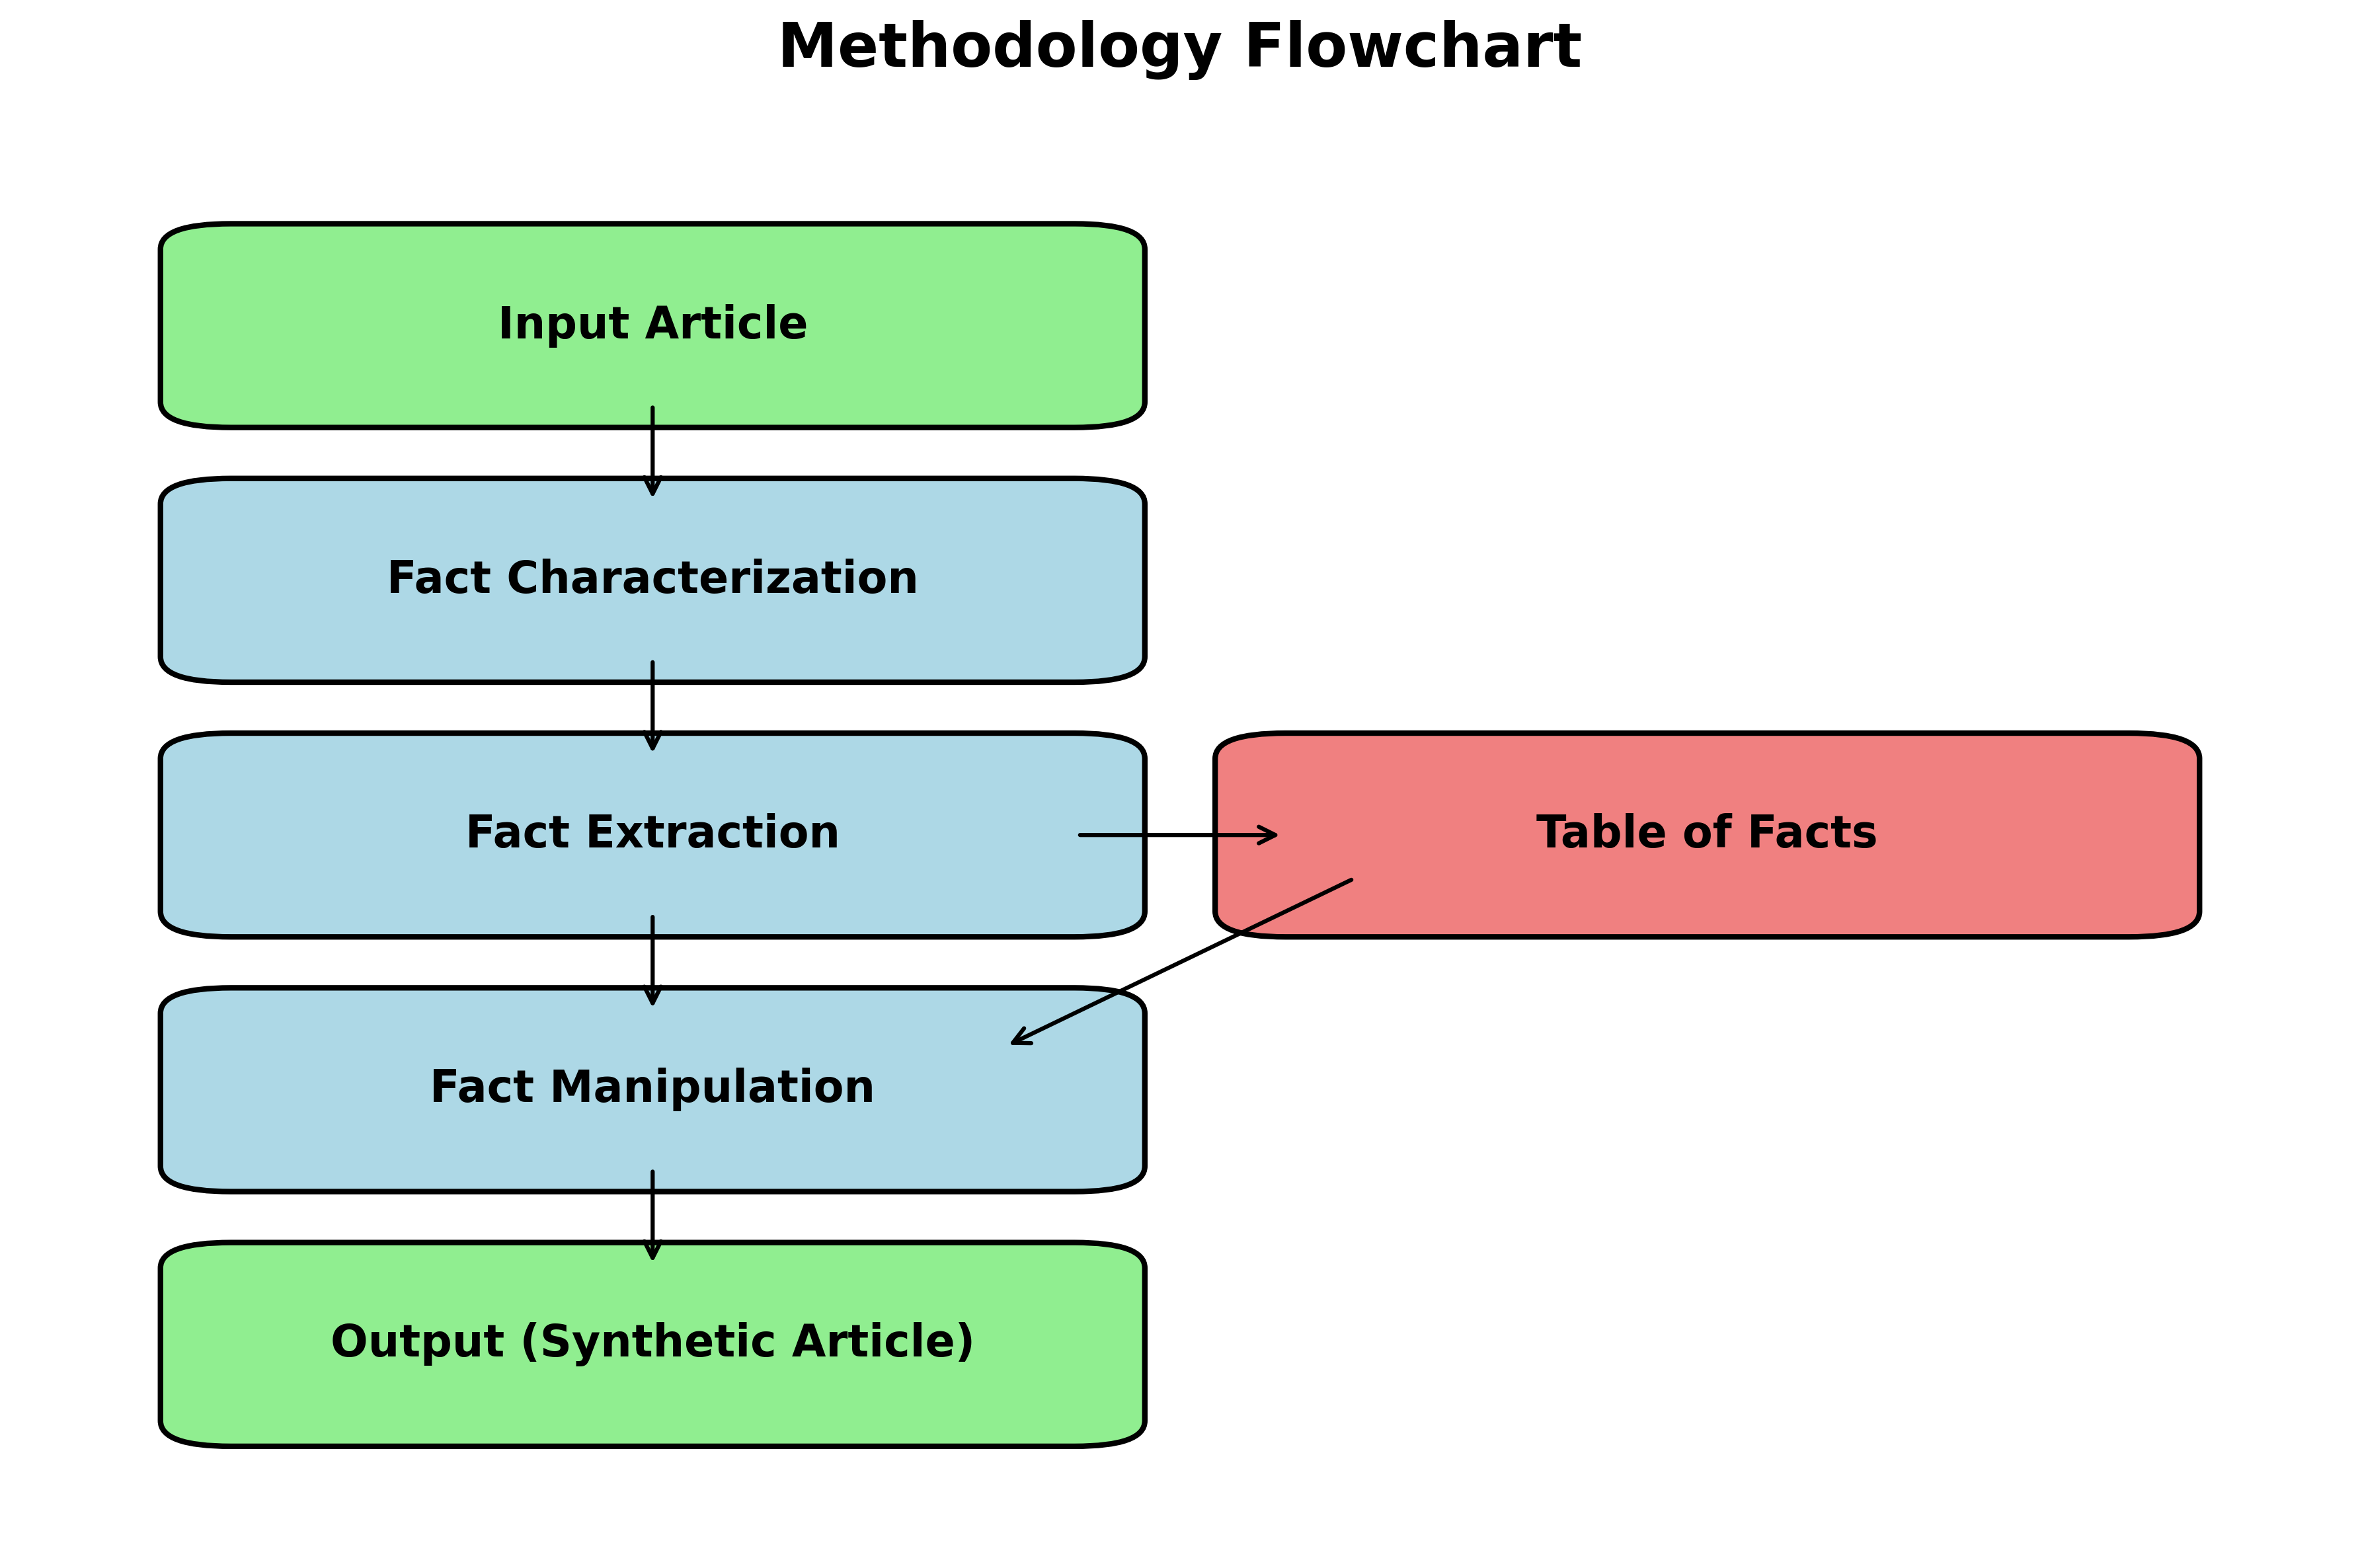 Methodology Flowchart
Input Article
Fact Characterization
Fact Extraction
Table of Facts
Fact Manipulation
Output (Synthetic Article)